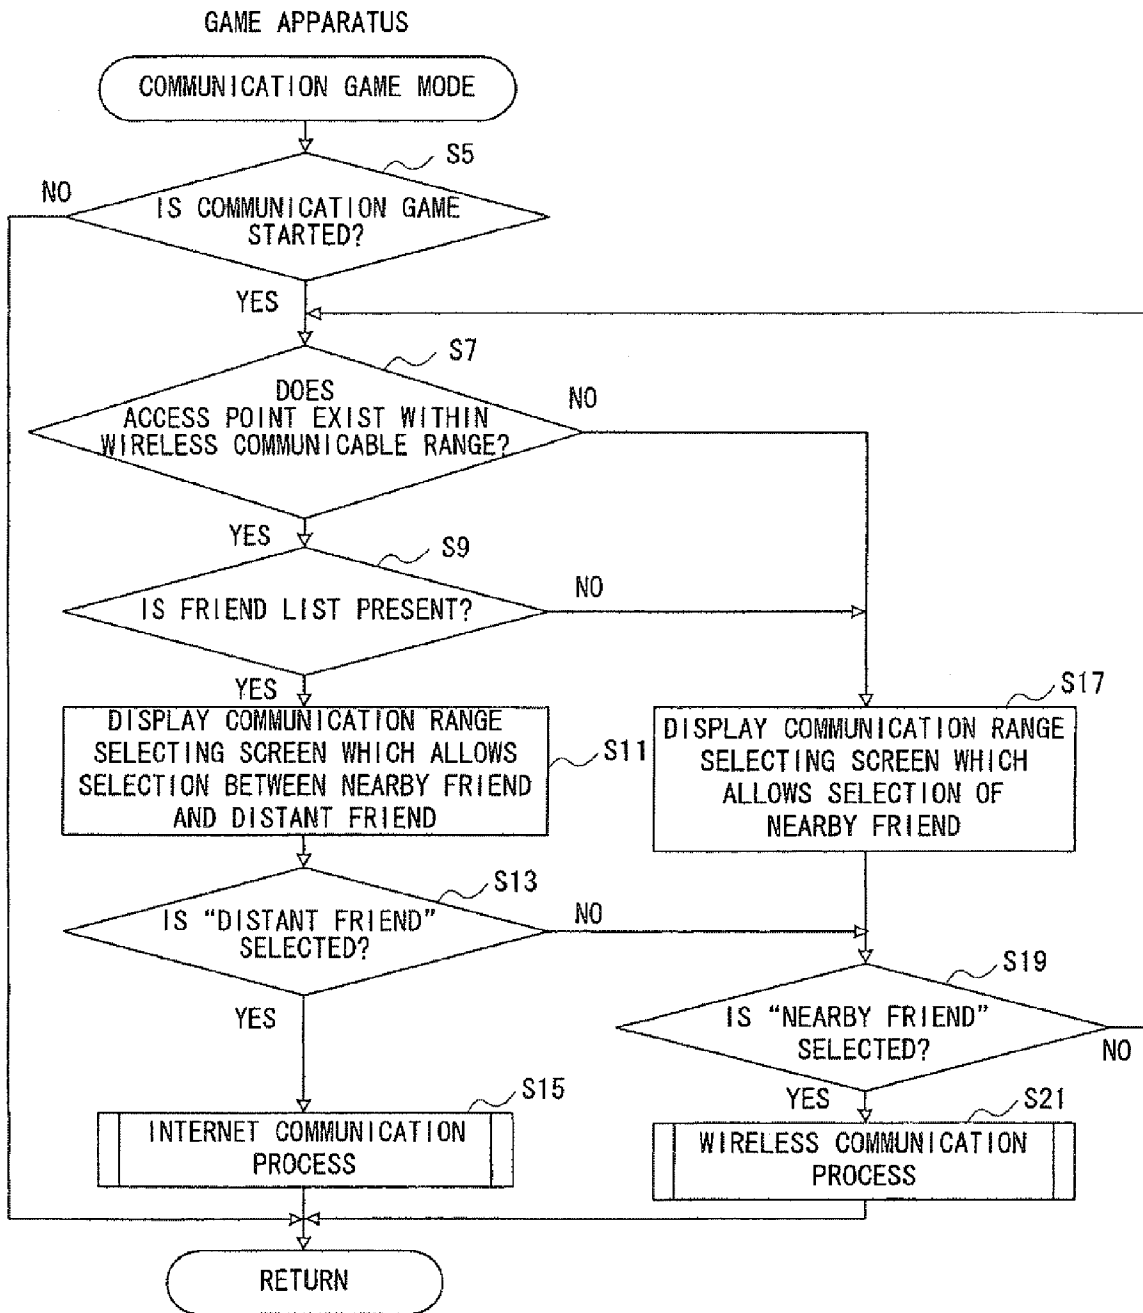 GAME APPARATUS
COMMUNICATION GAME MODE
S5
NO
IS COMMUNICATION GAME
STARTED?
YES
S7
DOES
ACCESS POINT EXIST WITHIN
WIRELESS COMMUNICABLE RANGE?
NO
YES
S9
IS FRIEND LIST PRESENT?
NO
YES
S11
DISPLAY COMMUNICATION RANGE
SELECTING SCREEN WHICH ALLOWS
SELECTION BETWEEN NEARBY FRIEND
AND DISTANT FRIEND
S17
DISPLAY COMMUNICATION RANGE
SELECTING SCREEN WHICH
ALLOWS SELECTION OF
NEARBY FRIEND
S13
IS “DISTANT FRIEND”
SELECTED?
NO
YES
S19
IS “NEARBY FRIEND”
SELECTED?
NO
YES
S15
INTERNET COMMUNICATION
PROCESS
S21
WIRELESS COMMUNICATION
PROCESS
RETURN